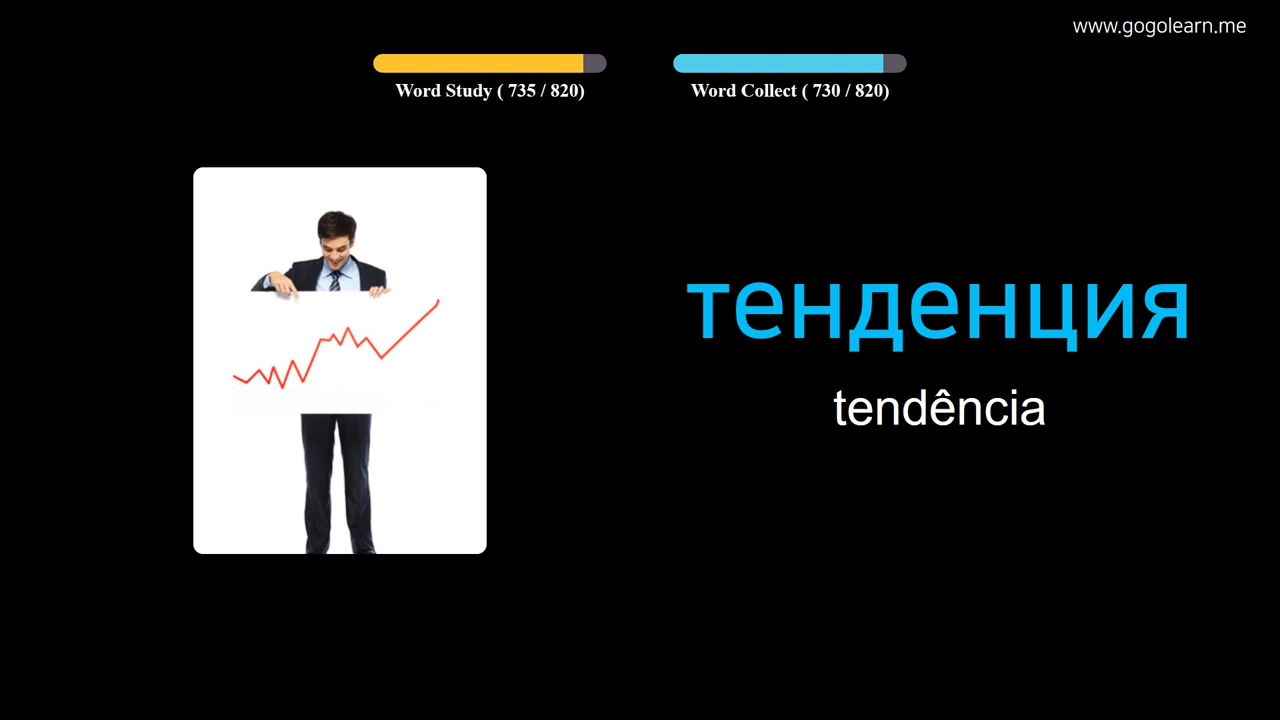 www.gogolearn.me
Word Study ( 735 / 820)
Word Collect ( 730 / 820)
тенденция
tendência